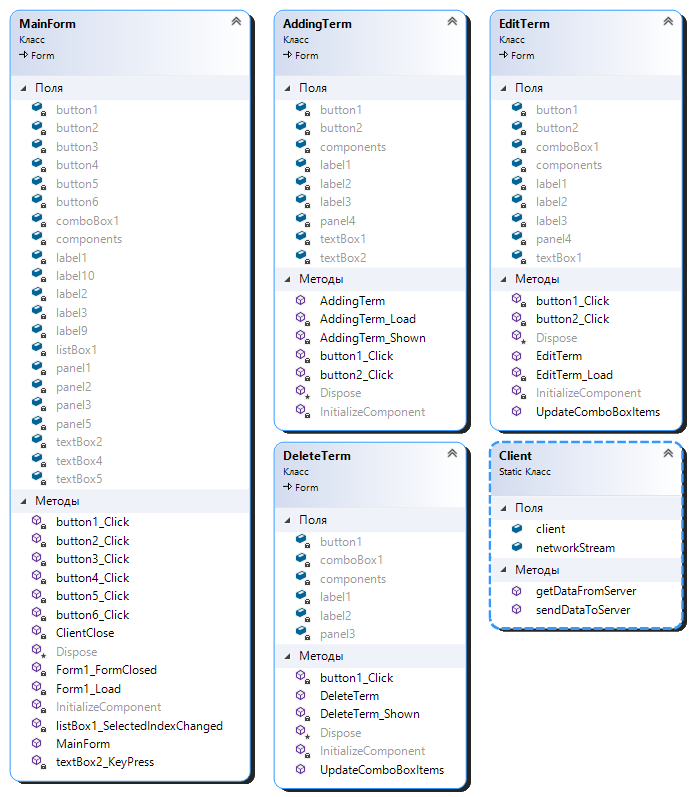 MainForm
Класс
Form
Поля
button1
button2
button3
button4
button5
button6
comboBox1
components
label1
label10
label2
label3
label9
listBox1
panel1
panel2
panel3
panel5
textBox2
textBox4
textBox5
Методы
button1_Click
button2_Click
button3_Click
button4_Click
button5_Click
button6_Click
ClientClose
Dispose
Form1_FormClosed
Form1_Load
InitializeComponent
listBox1_SelectedIndexChanged
MainForm
textBox2_KeyPress
AddingTerm
Класс
Form
Поля
button1
button2
components
label1
label2
label3
panel4
textBox1
textBox2
Методы
AddingTerm
AddingTerm_Load
AddingTerm_Shown
button1_Click
button2_Click
Dispose
InitializeComponent
EditTerm
Класс
Form
Поля
button1
button2
comboBox1
components
label1
label2
label3
panel4
textBox1
Методы
button1_Click
button2_Click
Dispose
EditTerm
EditTerm_Load
InitializeComponent
UpdateComboBoxItems
DeleteTerm
Класс
Form
Поля
button1
comboBox1
components
label1
label2
panel3
Методы
button1_Click
DeleteTerm
DeleteTerm_Shown
Dispose
InitializeComponent
UpdateComboBoxItems
Client
Static Класс
Поля
client
networkStream
Методы
getDataFromServer
sendDataToServer